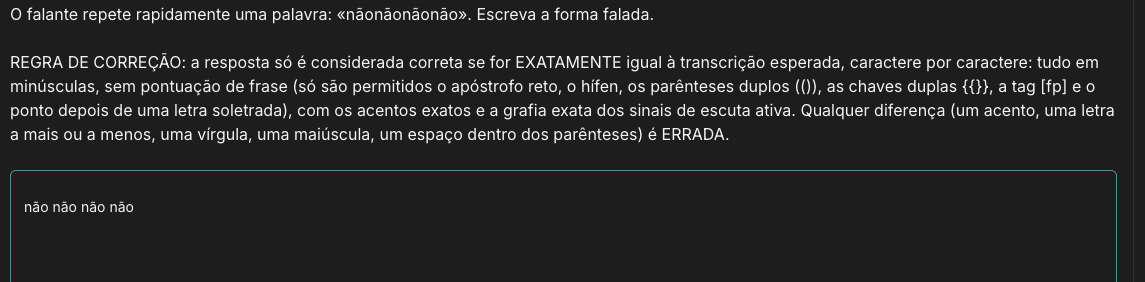 O falante repete rapidamente uma palavra: «nãonãonãonão». Escreva a forma falada.
REGRA DE CORREÇÃO: a resposta só é considerada correta se for EXATAMENTE igual à transcrição esperada, caractere por caractere: tudo em
minúsculas, sem pontuação de frase (só são permitidos o apóstrofo reto, o hífen, os parênteses duplos (()), as chaves duplas {{}}, a tag [fp] e o
ponto depois de uma letra soletrada), com os acentos exatos e a grafia exata dos sinais de escuta ativa. Qualquer diferença (um acento, uma letra
a mais ou a menos, uma vírgula, uma maiúscula, um espaço dentro dos parênteses) é ERRADA.
não não não não